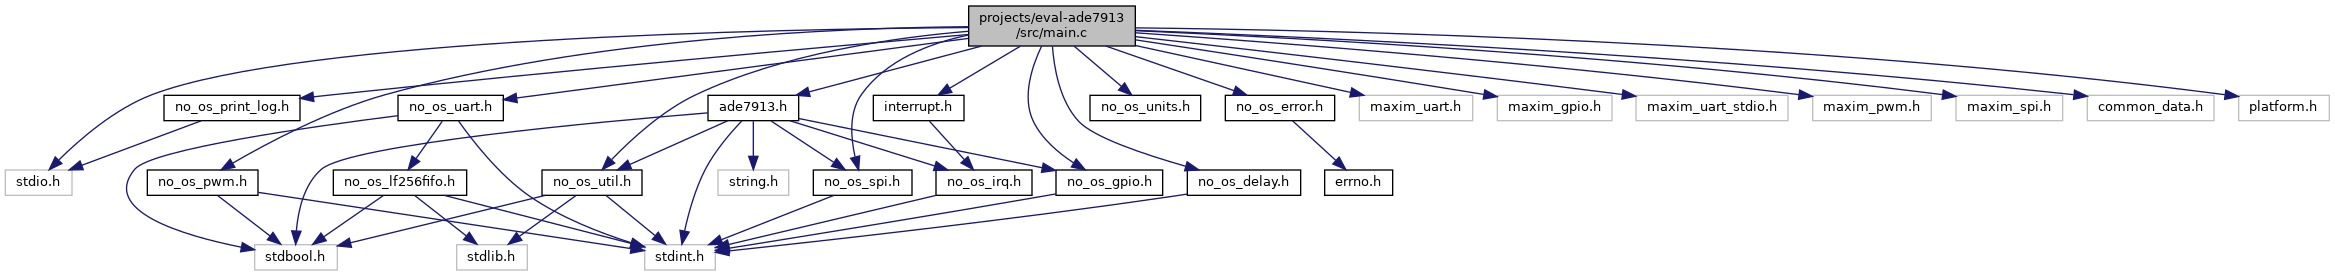 projects/eval-ade7913
/src/main.c
no_os_print_log.h
no_os_uart.h
ade7913.h
interrupt.h
no_os_units.h
no_os_error.h
maxim_uart.h
maxim_gpio.h
maxim_uart_stdio.h
maxim_pwm.h
maxim_spi.h
common_data.h
platform.h
stdio.h
no_os_pwm.h
no_os_lf256fifo.h
no_os_util.h
string.h
no_os_spi.h
no_os_irq.h
no_os_gpio.h
no_os_delay.h
errno.h
stdbool.h
stdlib.h
stdint.h